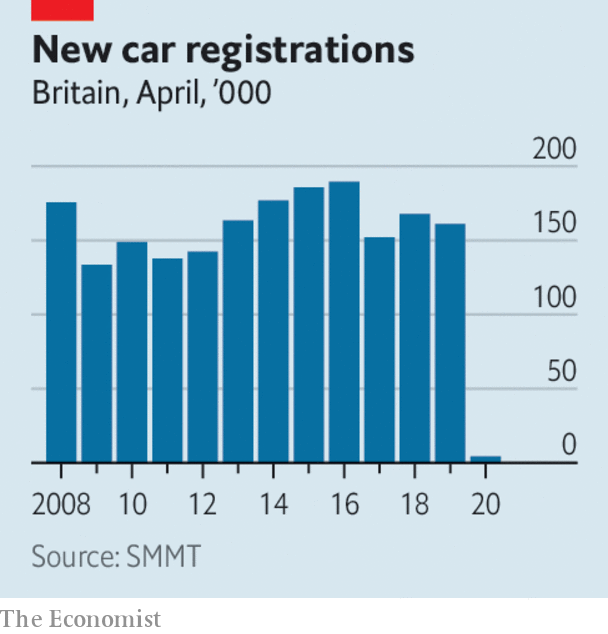 New car registrations
Britain, April, ’000
200
150
100
50
0
2008 10 12 14 16 18 20
Source: SMMT
The Economist